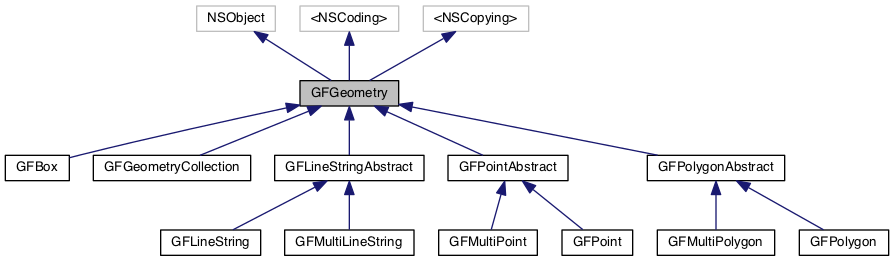 NSObject
<NSCoding>
<NSCopying>
GFGeometry
GFBox
GFGeometryCollection
GFLineStringAbstract
GFPointAbstract
GFPolygonAbstract
GFLineString
GFMultiLineString
GFMultiPoint
GFPoint
GFMultiPolygon
GFPolygon